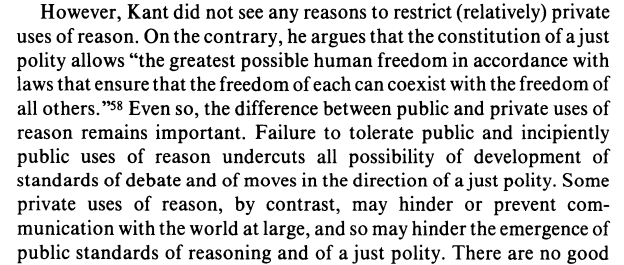 However, Kant did not see any reasons to restrict (relatively) private
uses of reason. On the contrary, he argues that the constitution of a just
polity allows “the greatest possible human freedom in accordance with
laws that ensure that the freedom of each can coexist with the freedom of
all others.”58 Even so, the difference between public and private uses of
reason remains important. Failure to tolerate public and incipiently
public uses of reason undercuts all possibility of development of
standards of debate and of moves in the direction of a just polity. Some
private uses of reason, by contrast, may hinder or prevent com-
munication with the world at large, and so may hinder the emergence of
public standards of reasoning and of a just polity. There are no good